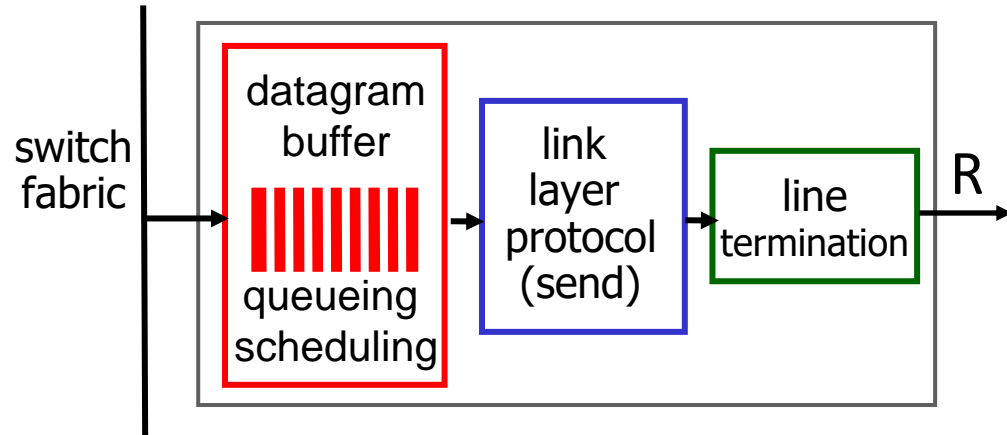 switch
fabric
datagram
buffer
queueing
scheduling
link
layer
protocol
(send)
line
termination
R